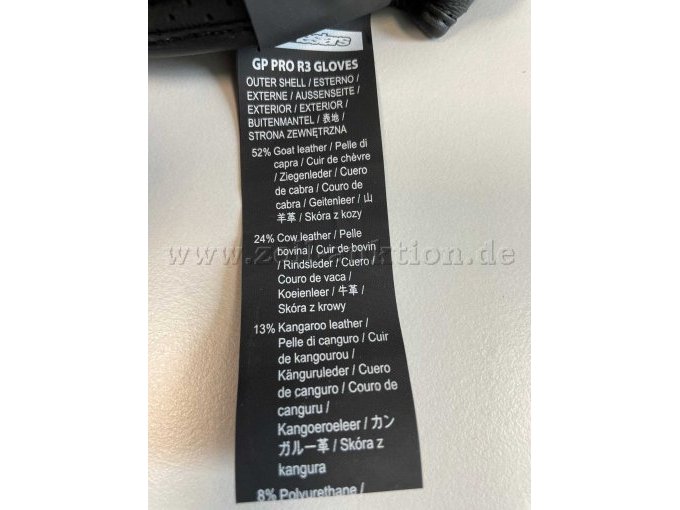 GP PRO R3 GLOVES
OUTER SHELL / ESTERNO /
EXTERNE / AUSSENSEITE /
EXTERIOR / EXTERIOR /
BUITENMANTEL / 表地 /
STRONA ZEWNĘTRZNA
52% Goat leather / Pelle di
capra / Cuir de chèvre
/ Ziegenleder / Cuero
de cabra / Couro de
cabra / Geitenleer / 山
羊革 / Skóra z kozy
24% Cow leather / Pelle
bovina / Cuir de bovin
www.zoll-auktion.de
/ Rindsleder / Cuero /
Couro de vaca /
Koeienleer / 牛革 /
Skóra z krowy
13% Kangaroo leather /
Pelle di canguro / Cuir
de kangourou /
Känguruleder / Cuero
de canguro / Couro de
canguru /
Kangoeroeleer / カン
ガルー革 / Skóra z
kangura
8% Polyurethane /